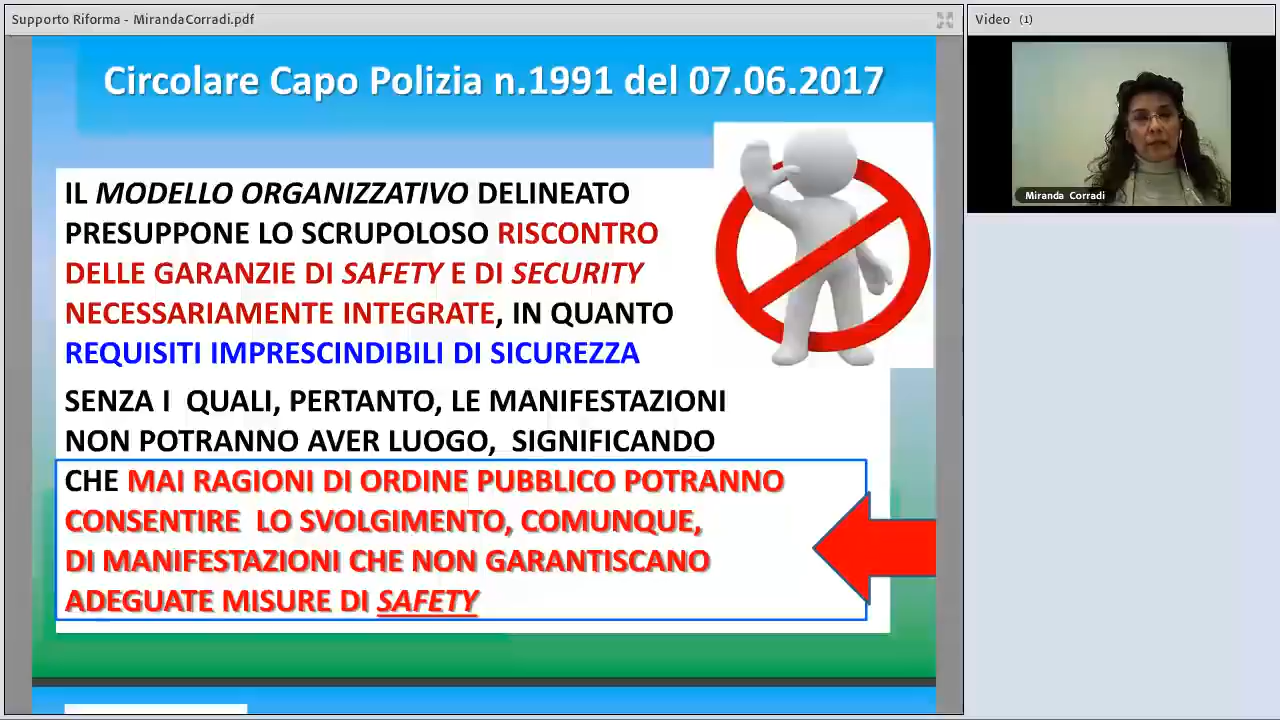 Supporto Riforma - MirandaCorradi.pdf
Video (1)
Circolare Capo Polizia n.1991 del 07.06.2017
IL MODELLO ORGANIZZATIVO DELINEATO
PRESUPPONE LO SCRUPOLOSO RISCONTRO
DELLE GARANZIE DI SAFETY E DI SECURITY
NECESSARIAMENTE INTEGRATE, IN QUANTO
REQUISITI IMPRESCINDIBILI DI SICUREZZA
SENZA I QUALI, PERTANTO, LE MANIFESTAZIONI
NON POTRANNO AVER LUOGO, SIGNIFICANDO
CHE MAI RAGIONI DI ORDINE PUBBLICO POTRANNO
CONSENTIRE LO SVOLGIMENTO, COMUNQUE,
DI MANIFESTAZIONI CHE NON GARANTISCANO
ADEGUATE MISURE DI SAFETY
Miranda Corradi